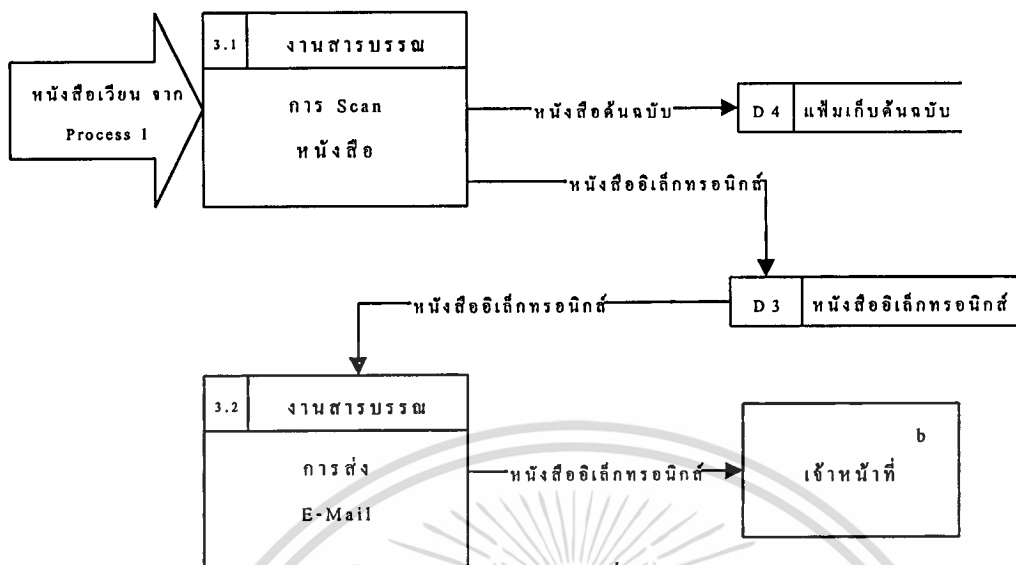 3.1 งานสารบรรณ
หนังสือเวียน จาก
Process 1
การ Scan
หนังสือ
หนังสือต้นฉบับ
D4 แฟ้มเก็บต้นฉบับ
หนังสืออิเล็กทรอนิกส์
D3 หนังสืออิเล็กทรอนิกส์
หนังสืออิเล็กทรอนิกส์
3.2 งานสารบรรณ
การส่ง
E-Mail
หนังสืออิเล็กทรอนิกส์
b
เจ้าหน้าที่